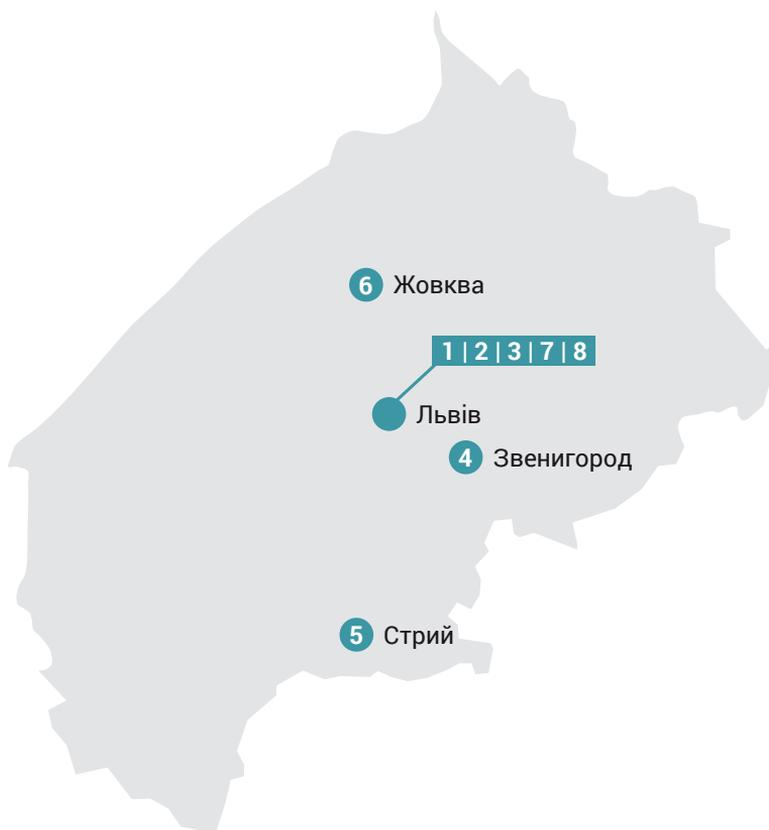 6 Жовква
1 | 2 | 3 | 7 | 8
Львів
4 Звенигород
5 Стрий